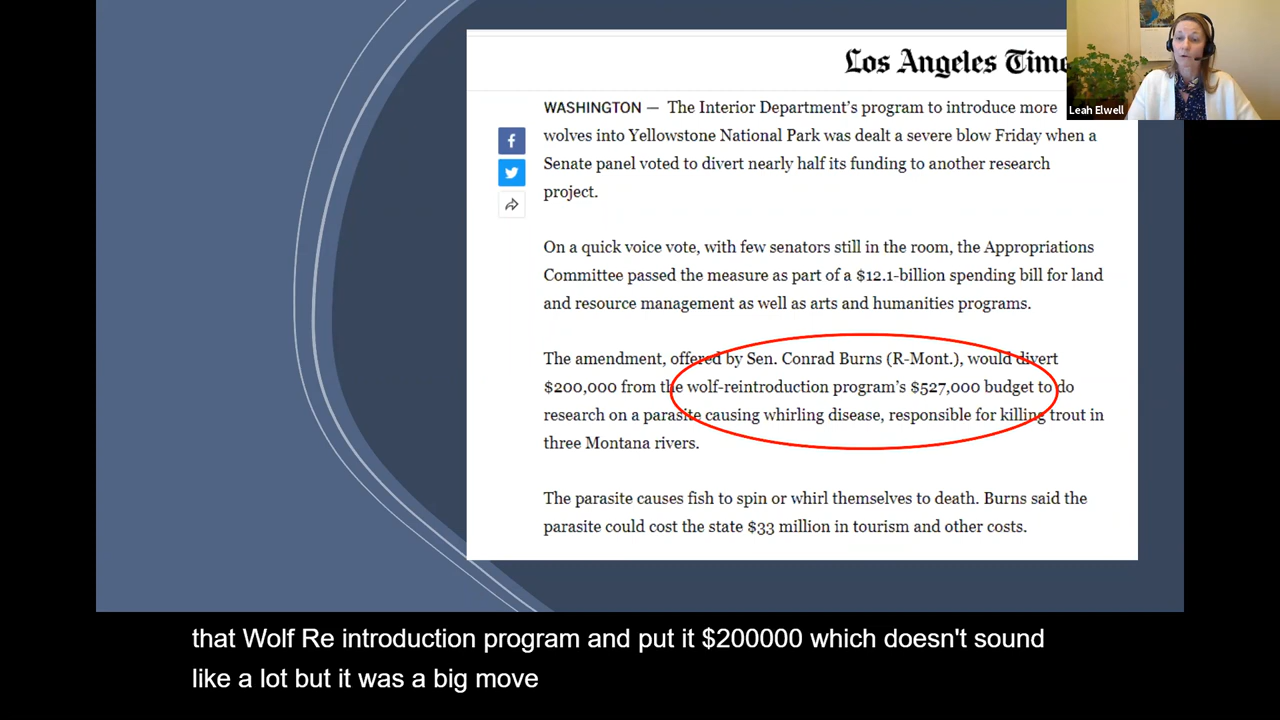 Los Angeles Time
Leah Elwell
WASHINGTON — The Interior Department's program to introduce more
wolves into Yellowstone National Park was dealt a severe blow Friday when a
Senate panel voted to divert nearly half its funding to another research
project.
On a quick voice vote, with few senators still in the room, the Appropriations
Committee passed the measure as part of a $12.1-billion spending bill for land
and resource management as well as arts and humanities programs.
The amendment, offered by Sen. Conrad Burns (R-Mont.), would divert
$200,000 from the wolf-reintroduction program's $527,000 budget to do
research on a parasite causing whirling disease, responsible for killing trout in
three Montana rivers.
The parasite causes fish to spin or whirl themselves to death. Burns said the
parasite could cost the state $33 million in tourism and other costs.
that Wolf Re introduction program and put it $200000 which doesn't sound
like a lot but it was a big move